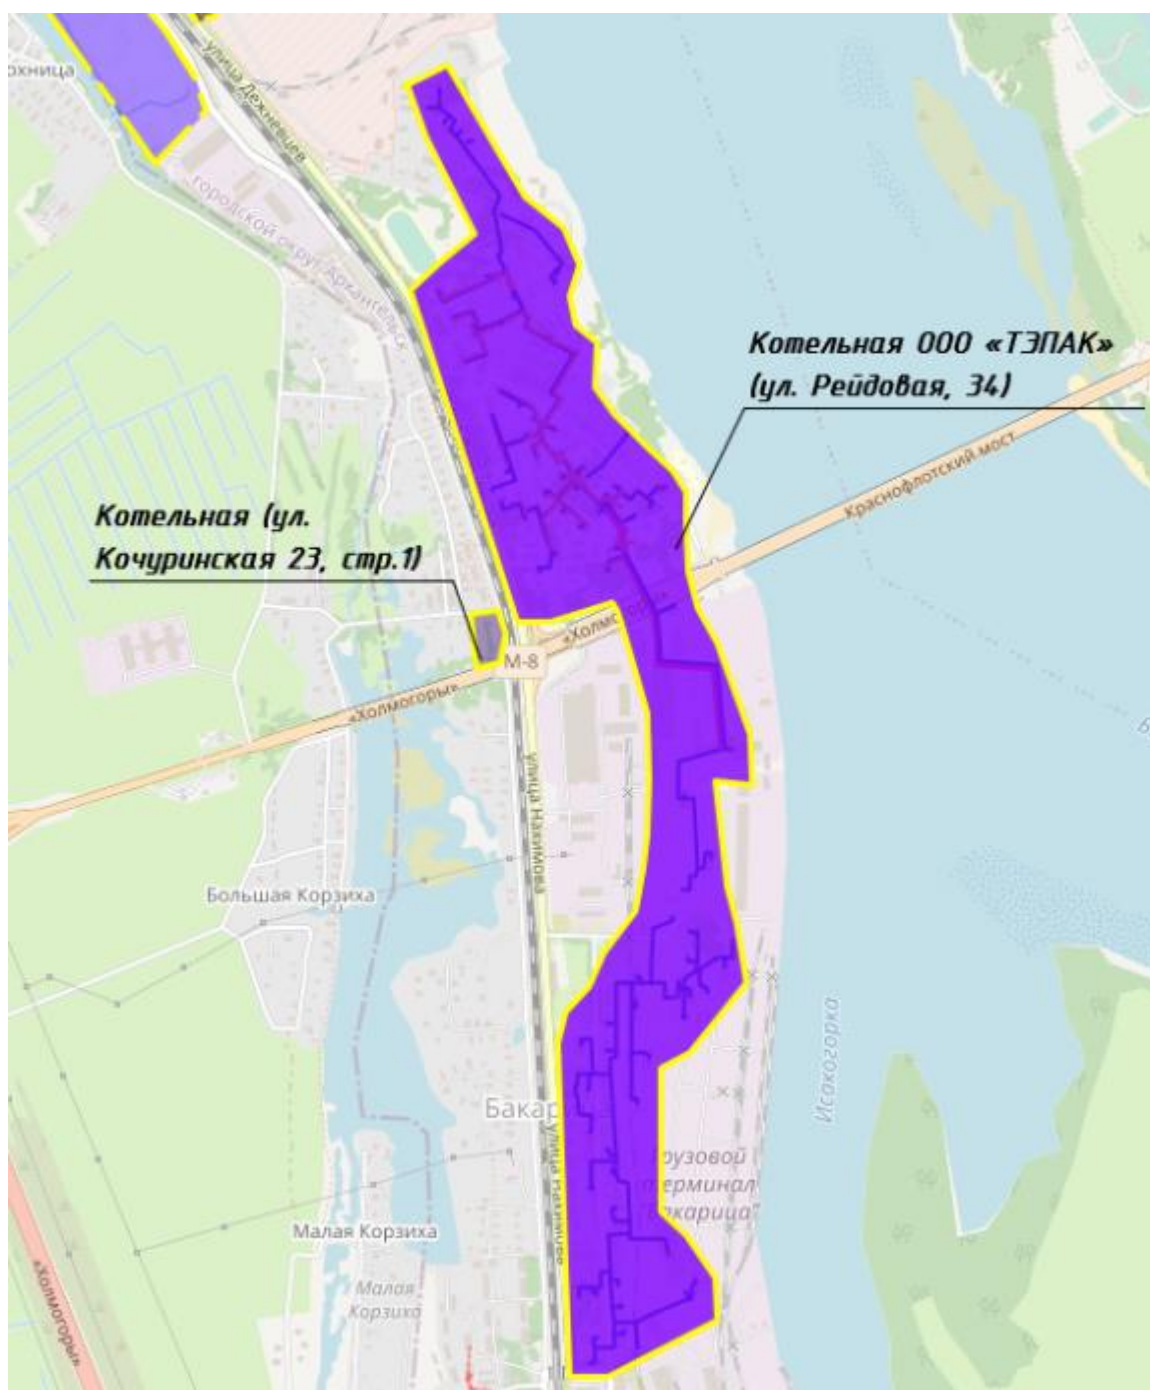 охница
улица Дежнёвцев
городской округ Архангельск
Котельная ООО «ТЭПАК»
(ул. Рейдовая, 34)
Краснофлотский мост
Котельная (ул.
Кочуринская 23, стр.1)
«Холмогоры»
М-8
«Холмогоры»
улица Нахимова
Большая Корзиха
Исакогорка
Бакарица
улица Нахимова
Грузовой
терминал
"Бакарица"
Малая Корзиха
«Холмогоры»
Малая
Корзиха